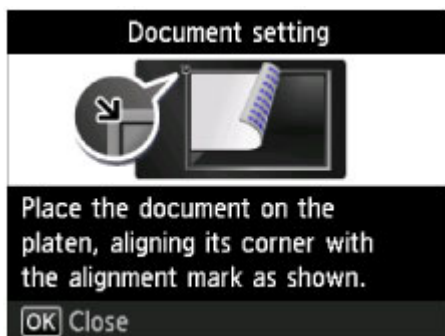 Document setting
Place the document on the
platen, aligning its corner with
the alignment mark as shown.
OK Close